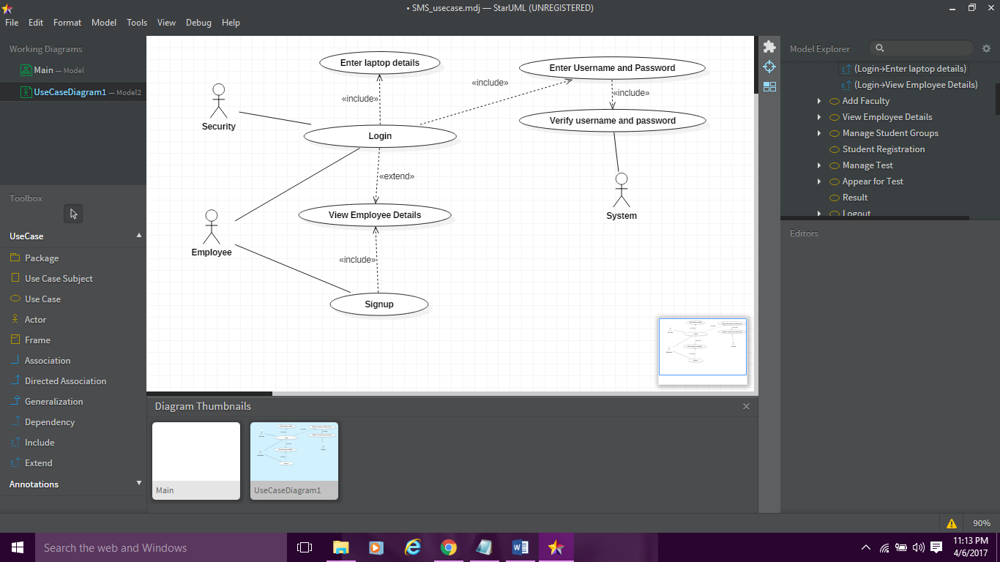 • SMS_usecase.mdj — StarUML (UNREGISTERED)
File Edit Format Model Tools View Debug Help
Working Diagrams
Main — Model
UseCaseDiagram1 — Model2
Toolbox
UseCase
Package
Use Case Subject
Use Case
Actor
Frame
Association
Directed Association
Generalization
Dependency
Include
Extend
Annotations
Enter laptop details
«include»
Security
Login
«include»
Enter Username and Password
«include»
Verify username and password
System
«extend»
View Employee Details
Employee
«include»
Signup
Diagram Thumbnails
Main
UseCaseDiagram1
Model Explorer
(Login→Enter laptop details)
(Login→View Employee Details)
Add Faculty
View Employee Details
Manage Student Groups
Student Registration
Manage Test
Appear for Test
Result
Logout
Editors
90%
Search the web and Windows
11:13 PM
4/6/2017